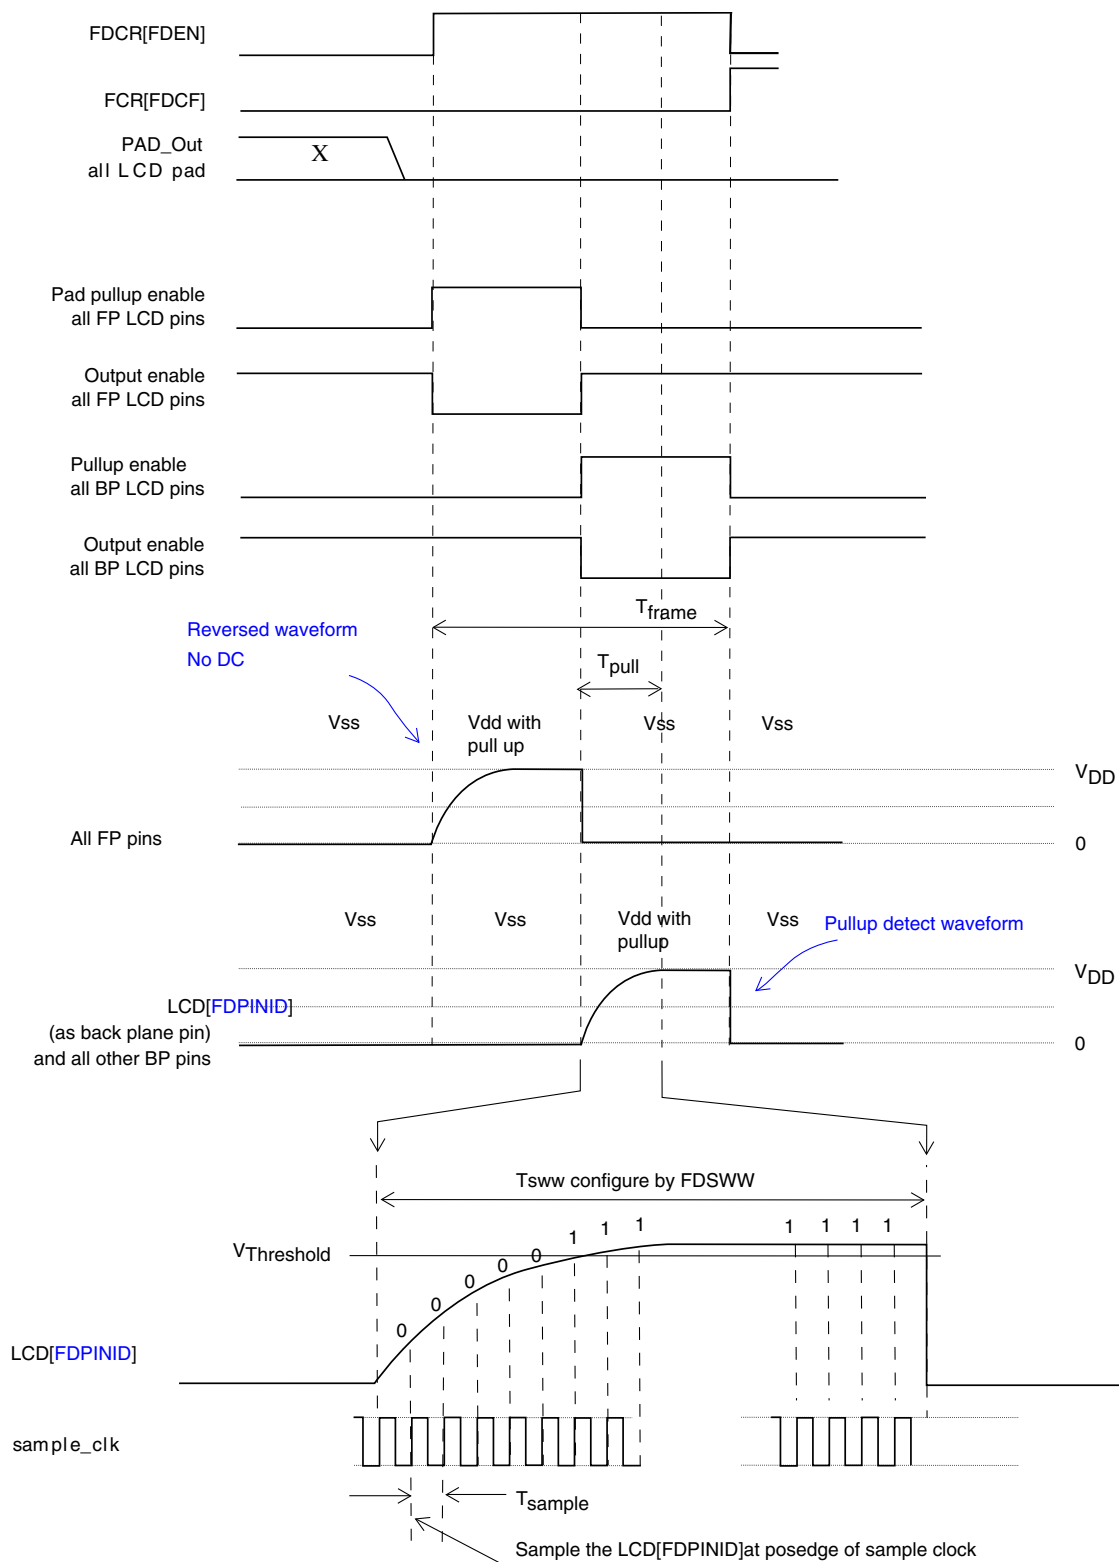 FDCR[FDEN]
FCR[FDCF]
PAD_Out
all LCD pad
X
Pad pullup enable
all FP LCD pins
Output enable
all FP LCD pins
Pullup enable
all BP LCD pins
Output enable
all BP LCD pins
Tframe
Reversed waveform
No DC
Tpull
Vss
Vdd with
pull up
Vss
Vss
VDD
All FP pins
0
Vss
Vss
Vdd with
pullup
Vss
Pullup detect waveform
VDD
LCD[FDPINID]
(as back plane pin)
and all other BP pins
0
Tsww configure by FDSWW
VThreshold
0 0 0 0 0 1 1 1 1 1 1 1
LCD[FDPINID]
sample_clk
Tsample
Sample the LCD[FDPINID]at posedge of sample clock